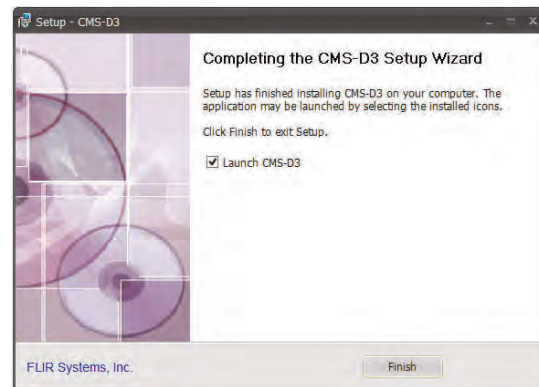 Setup - CMS-D3
Completing the CMS-D3 Setup Wizard
Setup has finished installing CMS-D3 on your computer. The
application may be launched by selecting the installed icons.
Click Finish to exit Setup.
Launch CMS-D3
FLIR Systems, Inc.
Finish